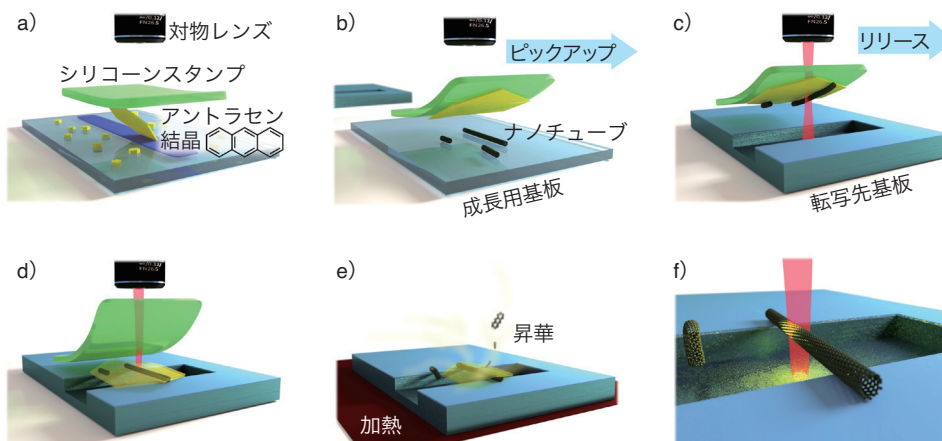 a)
対物レンズ
シリコーンスタンプ
アントラセン
結晶
b)
ピックアップ
ナノチューブ
成長用基板
c)
リリース
転写先基板
d)
e)
昇華
加熱
f)